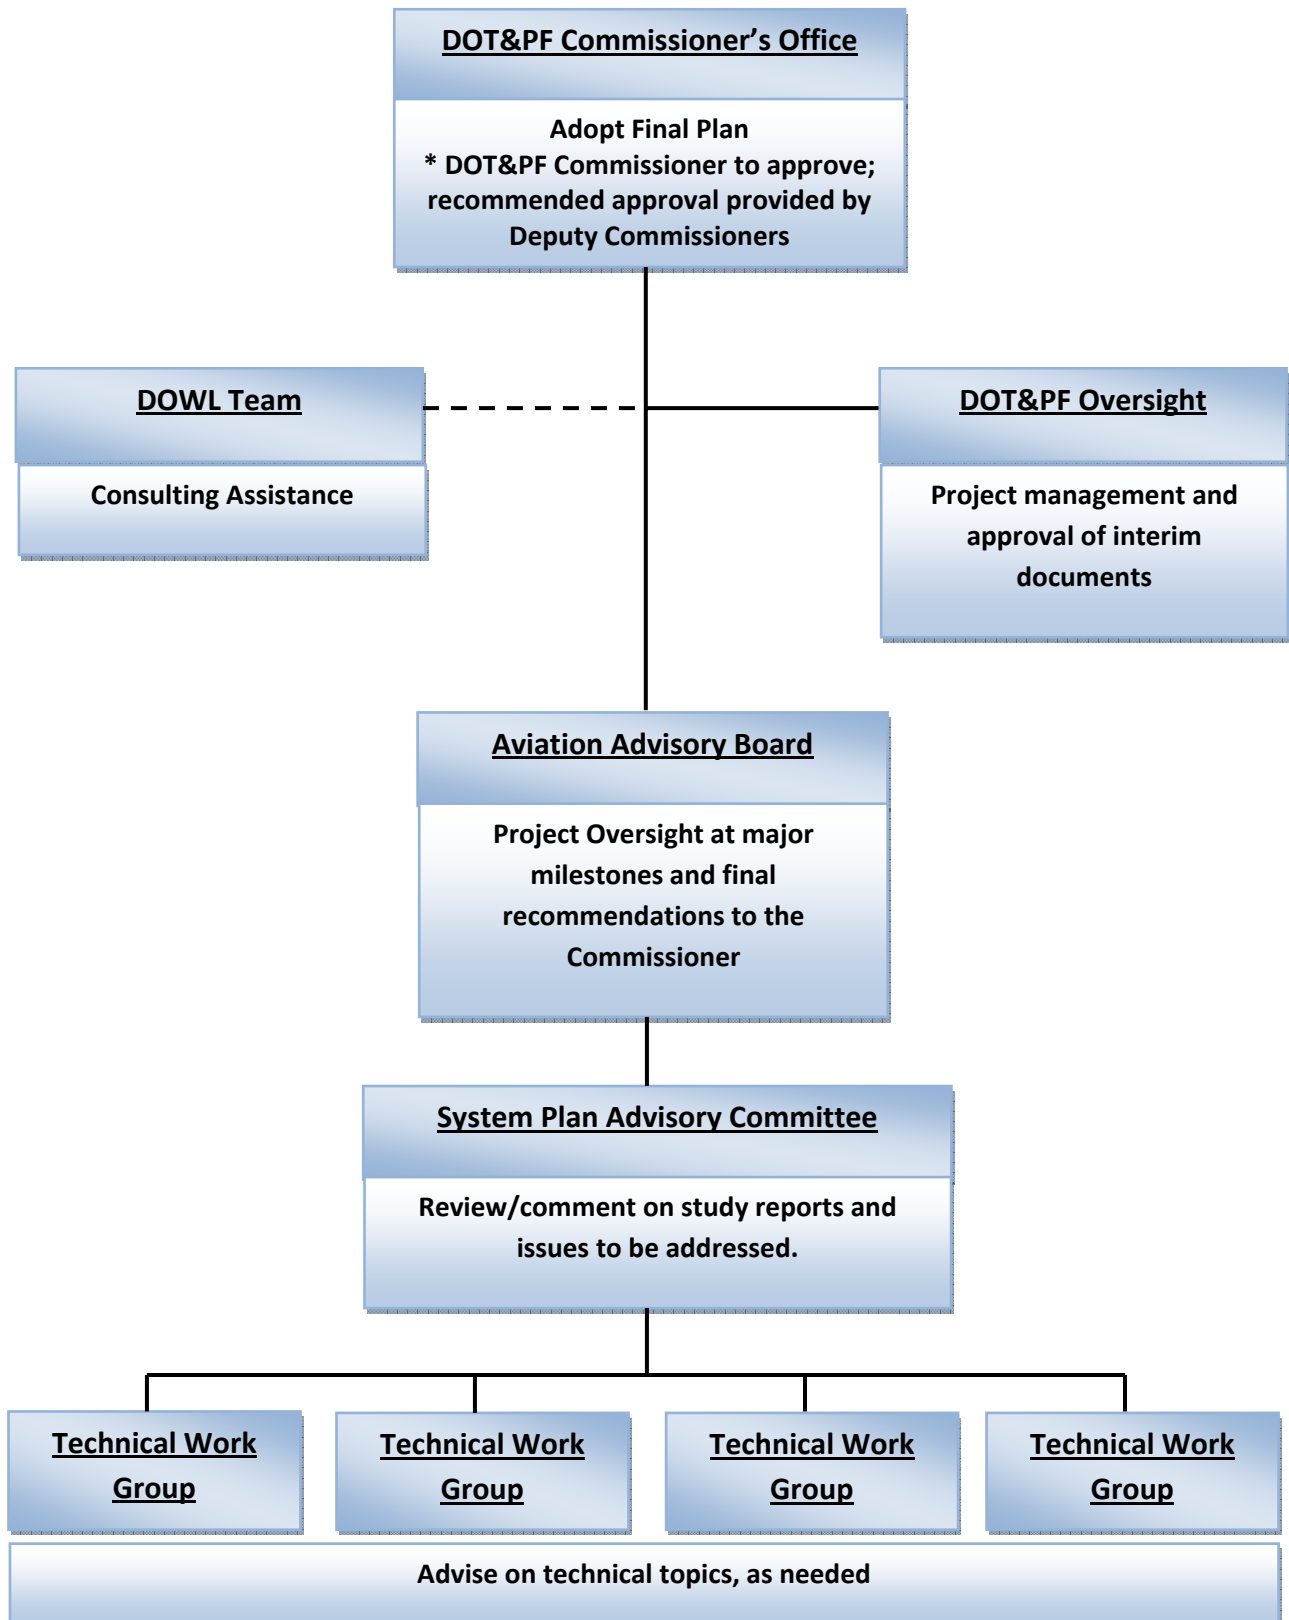 DOT&PF Commissioner’s Office
Adopt Final Plan
* DOT&PF Commissioner to approve;
recommended approval provided by
Deputy Commissioners
DOWL Team
Consulting Assistance
DOT&PF Oversight
Project management and
approval of interim
documents
Aviation Advisory Board
Project Oversight at major
milestones and final
recommendations to the
Commissioner
System Plan Advisory Committee
Review/comment on study reports and
issues to be addressed.
Technical Work
Group
Technical Work
Group
Technical Work
Group
Technical Work
Group
Advise on technical topics, as needed